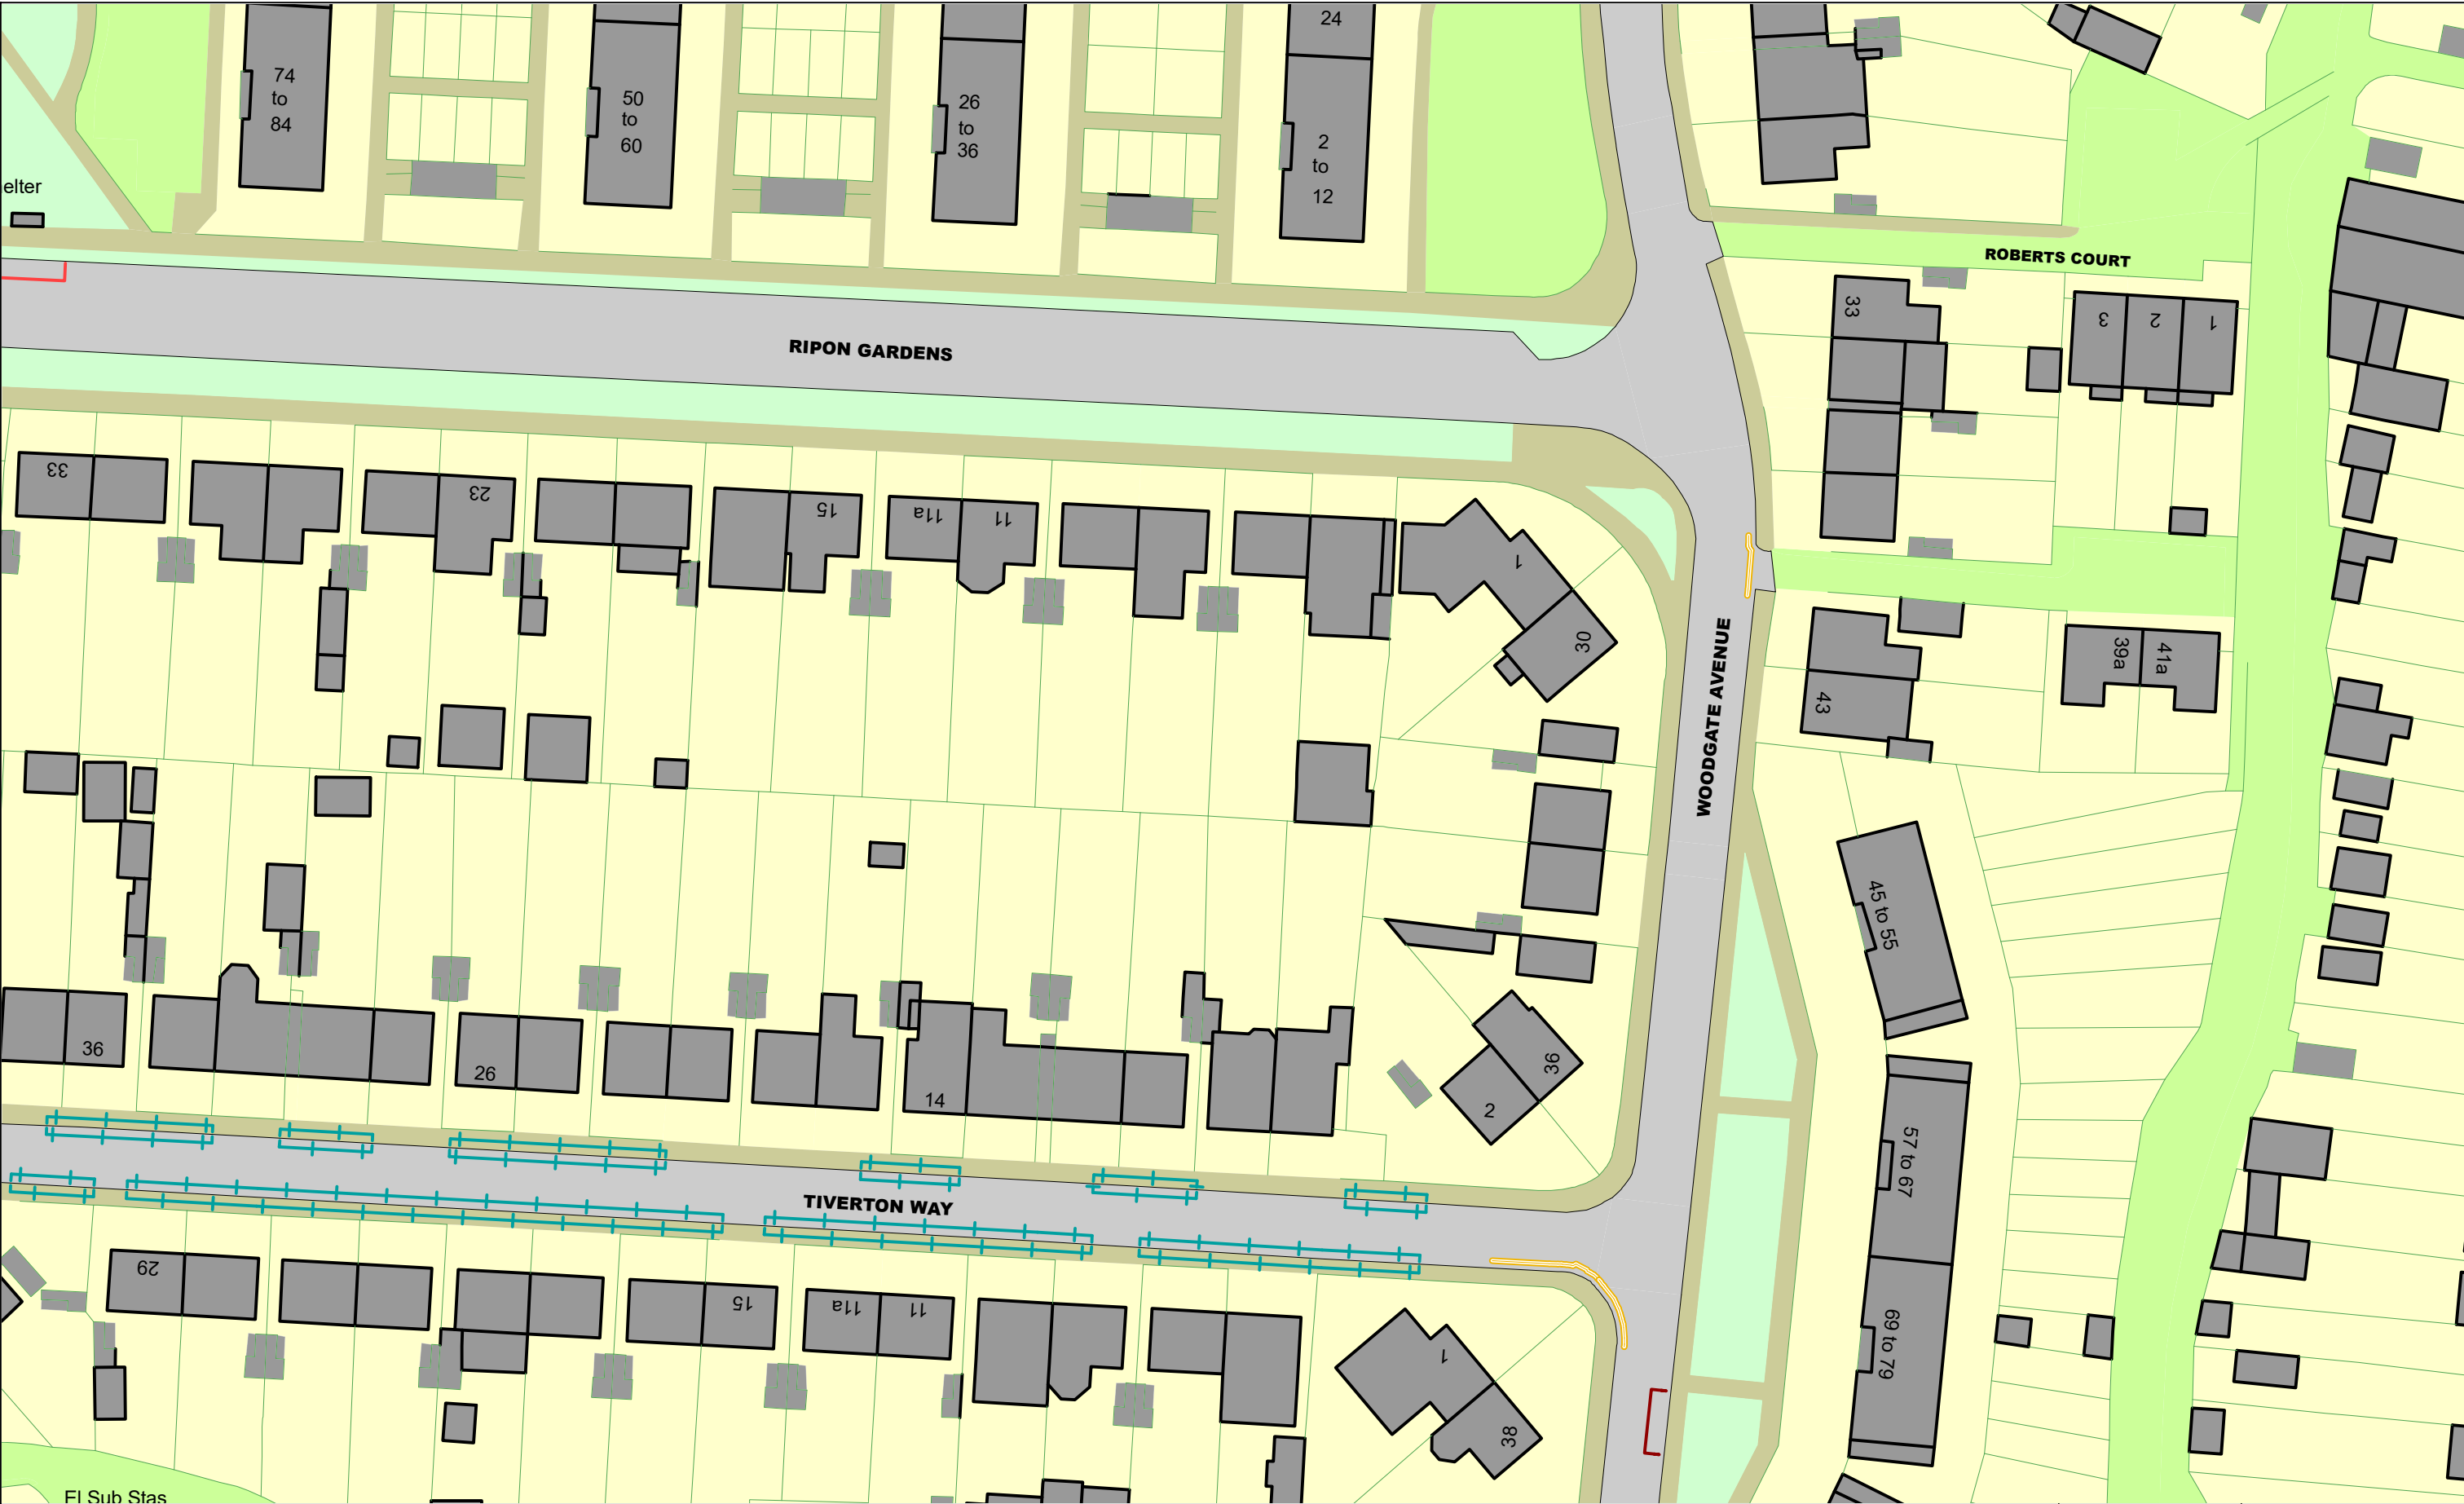 24
74
to
84
50
to
60
26
to
36
2
to
12
elter
ROBERTS COURT
RIPON GARDENS
33
3
2
1
33
23
15
11a
11
1
30
WOODGATE AVENUE
39a
41a
43
45 to 55
36
26
14
36
2
57 to 67
TIVERTON WAY
29
15
11a
11
1
38
69 to 79
El Sub Stas